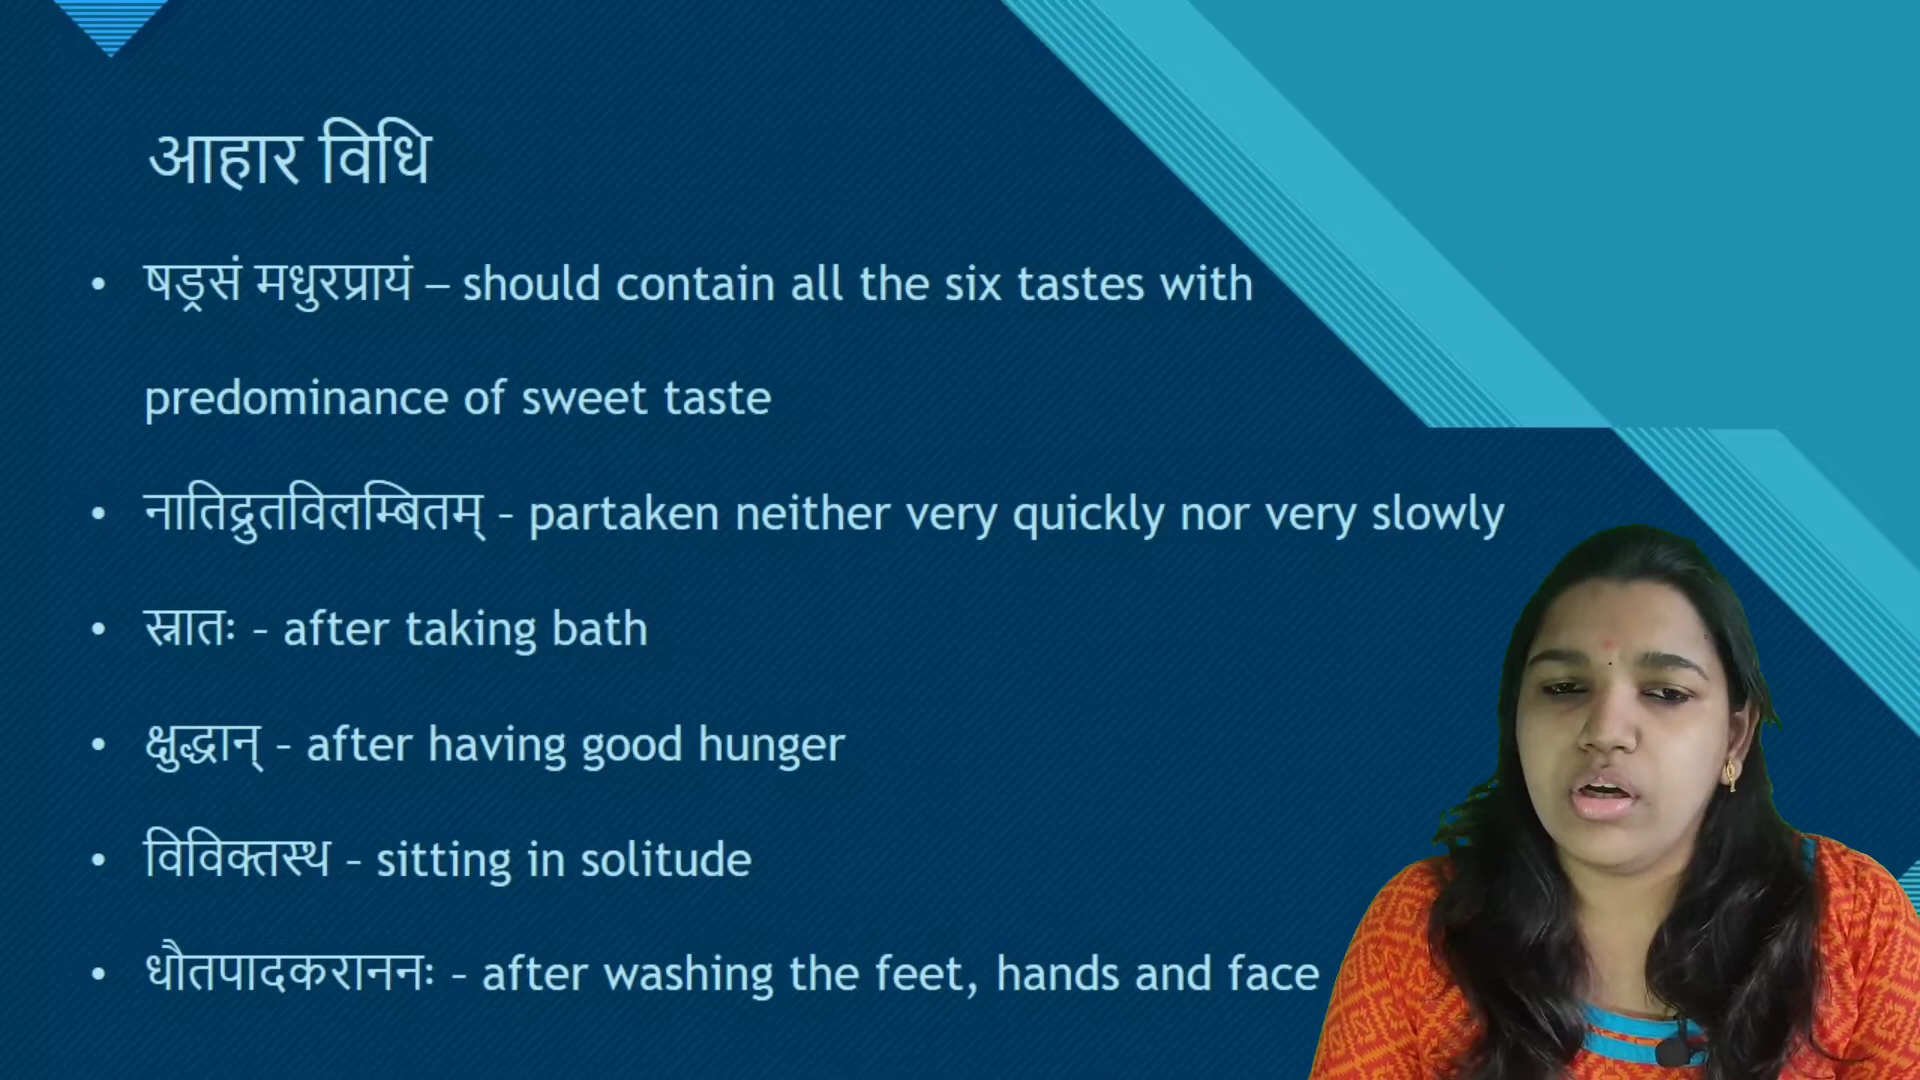 आहार विधि
• षड्रसं मधुरप्रायं – should contain all the six tastes with
predominance of sweet taste
• नातिद्रुतविलम्बितम् – partaken neither very quickly nor very slowly
• स्नातः – after taking bath
• क्षुद्धान् – after having good hunger
• विविक्तस्थ – sitting in solitude
• धौतपादकराननः – after washing the feet, hands and face